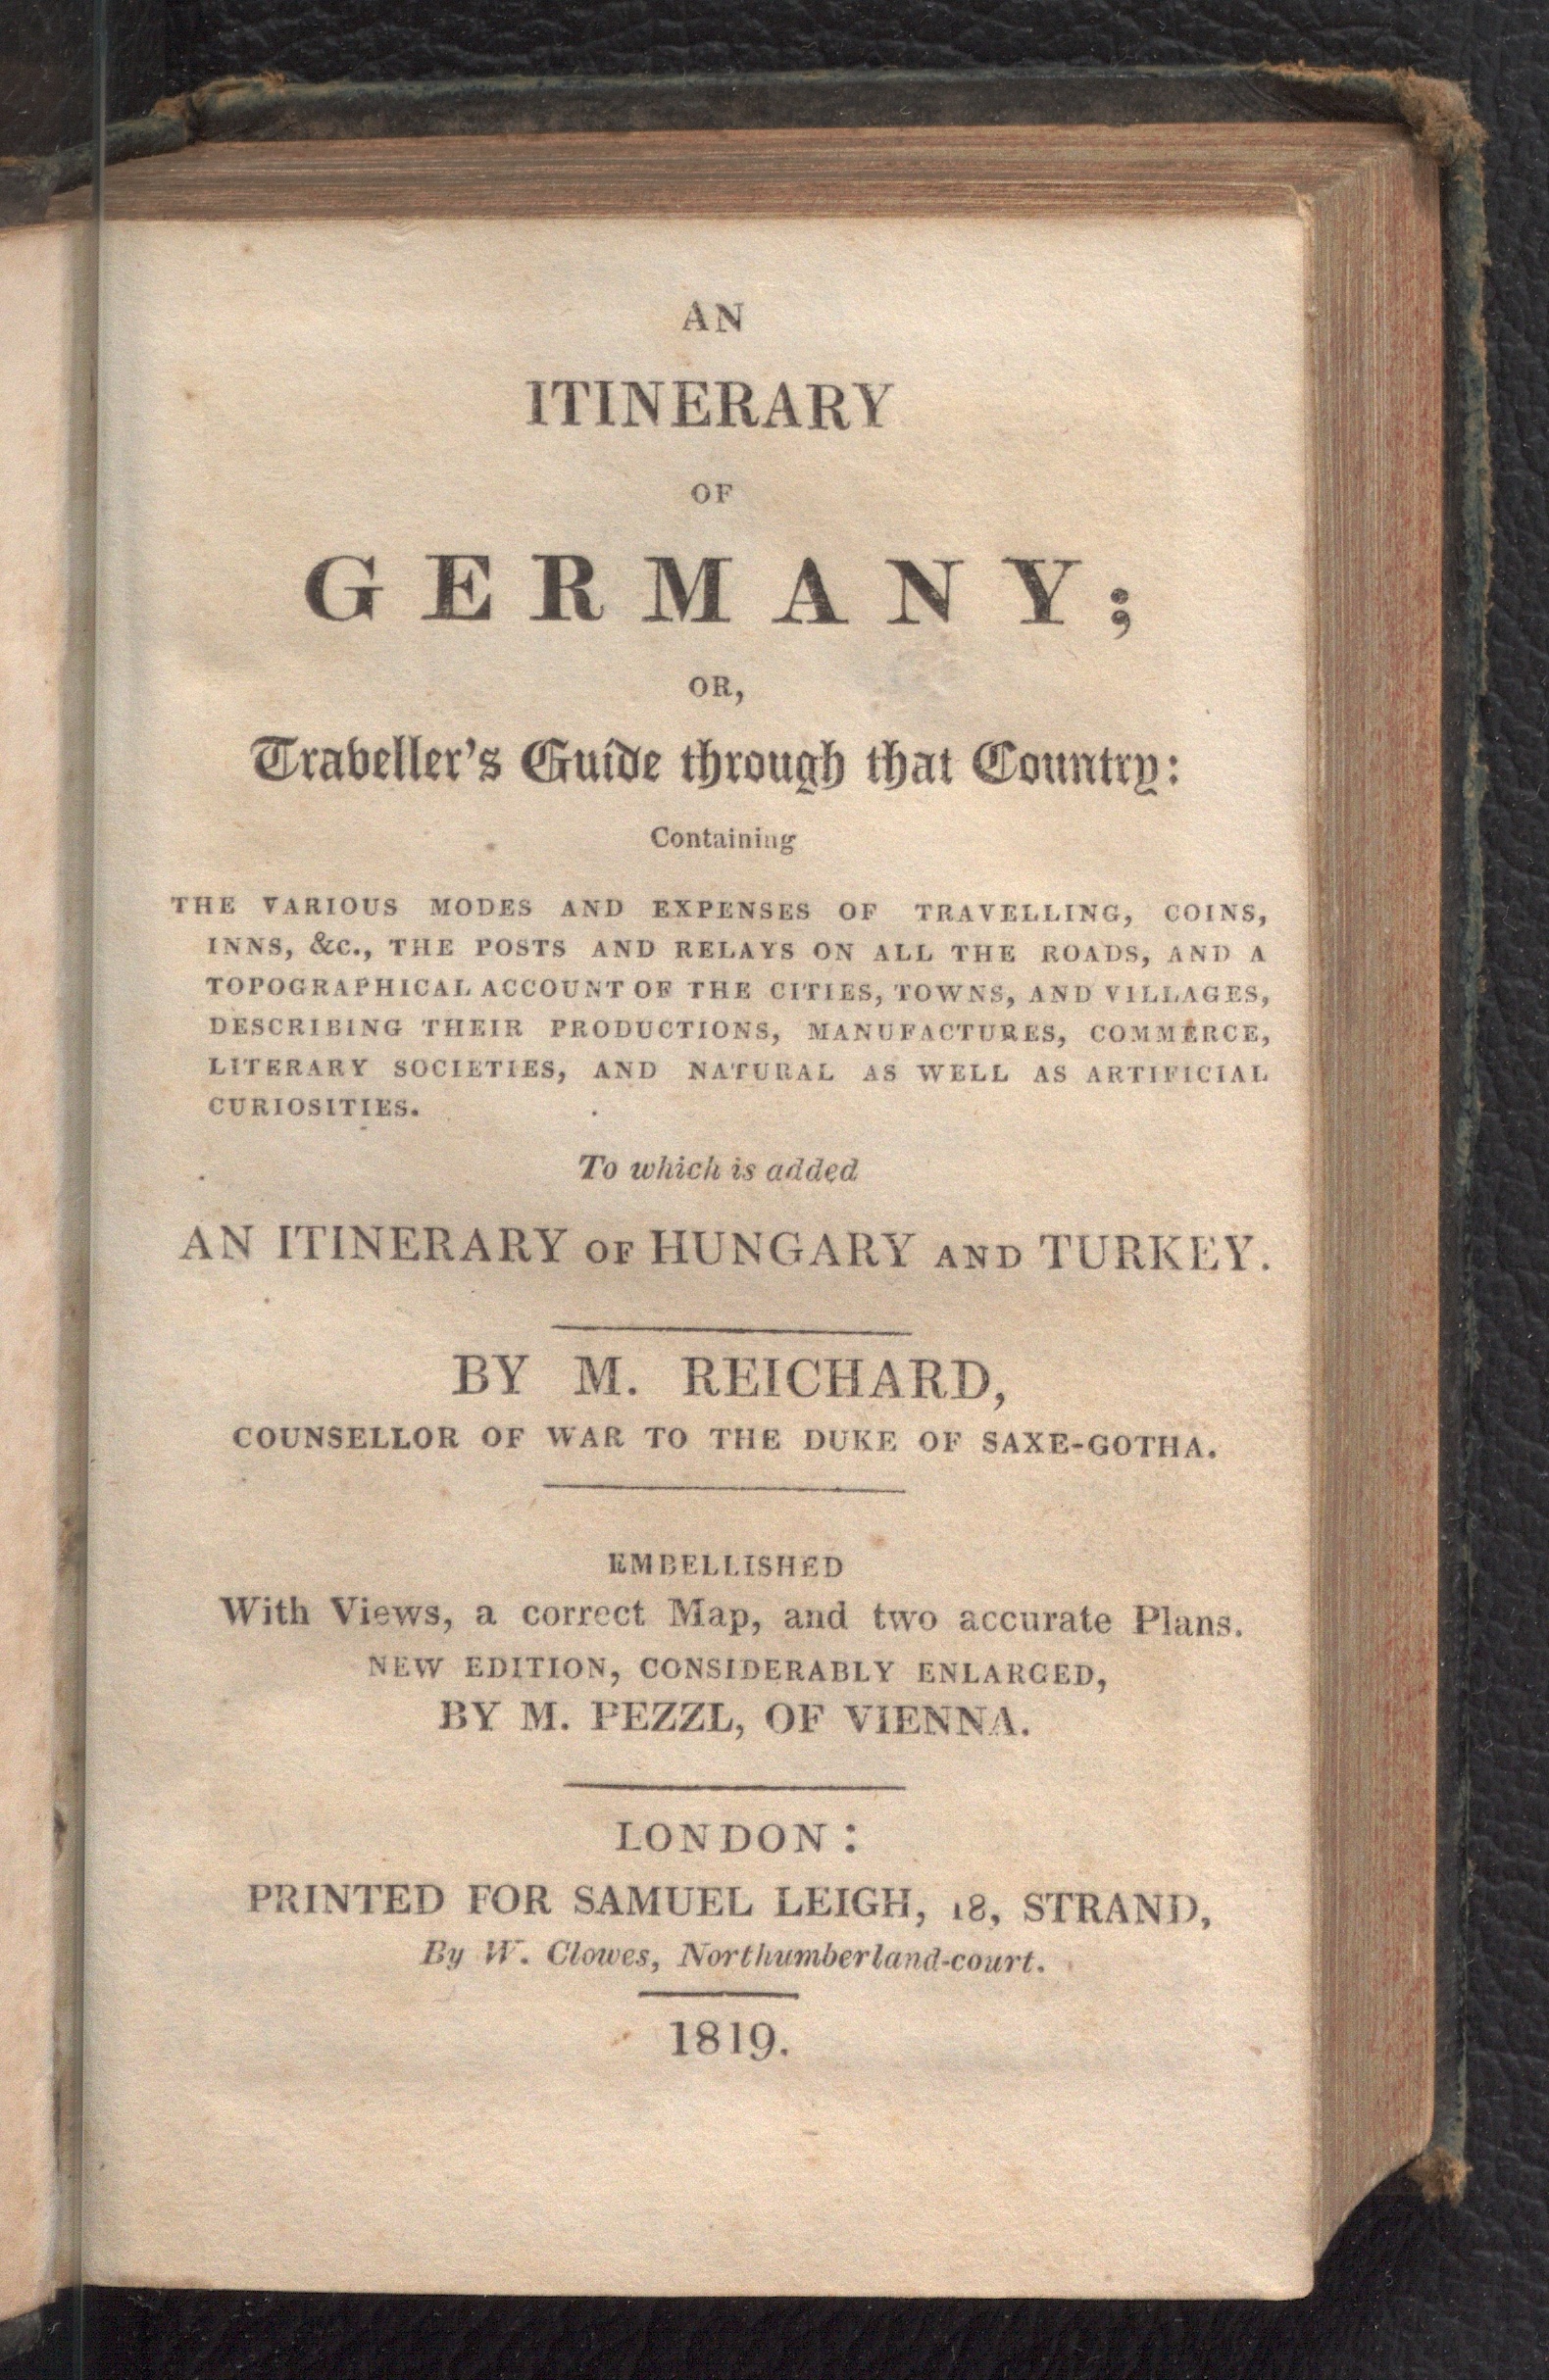 AN
ITINERARY
OF
GERMANY;
OR,
Traveller's Guide through that Country:
Containing
THE VARIOUS MODES AND EXPENSES OF TRAVELLING, COINS,
INNS, &c., THE POSTS AND RELAYS ON ALL THE ROADS, AND A
TOPOGRAPHICAL ACCOUNT OF THE CITIES, TOWNS, AND VILLAGES,
DESCRIBING THEIR PRODUCTIONS, MANUFACTURES, COMMERCE,
LITERARY SOCIETIES, AND NATURAL AS WELL AS ARTIFICIAL
CURIOSITIES.
To which is added
AN ITINERARY OF HUNGARY AND TURKEY.
BY M. REICHARD,
COUNSELLOR OF WAR TO THE DUKE OF SAXE-GOTHA.
EMBELLISHED
With Views, a correct Map, and two accurate Plans.
NEW EDITION, CONSIDERABLY ENLARGED,
BY M. PEZZL, OF VIENNA.
LONDON:
PRINTED FOR SAMUEL LEIGH, 18, STRAND,
By W. Clowes, Northumberland-court.
1819.